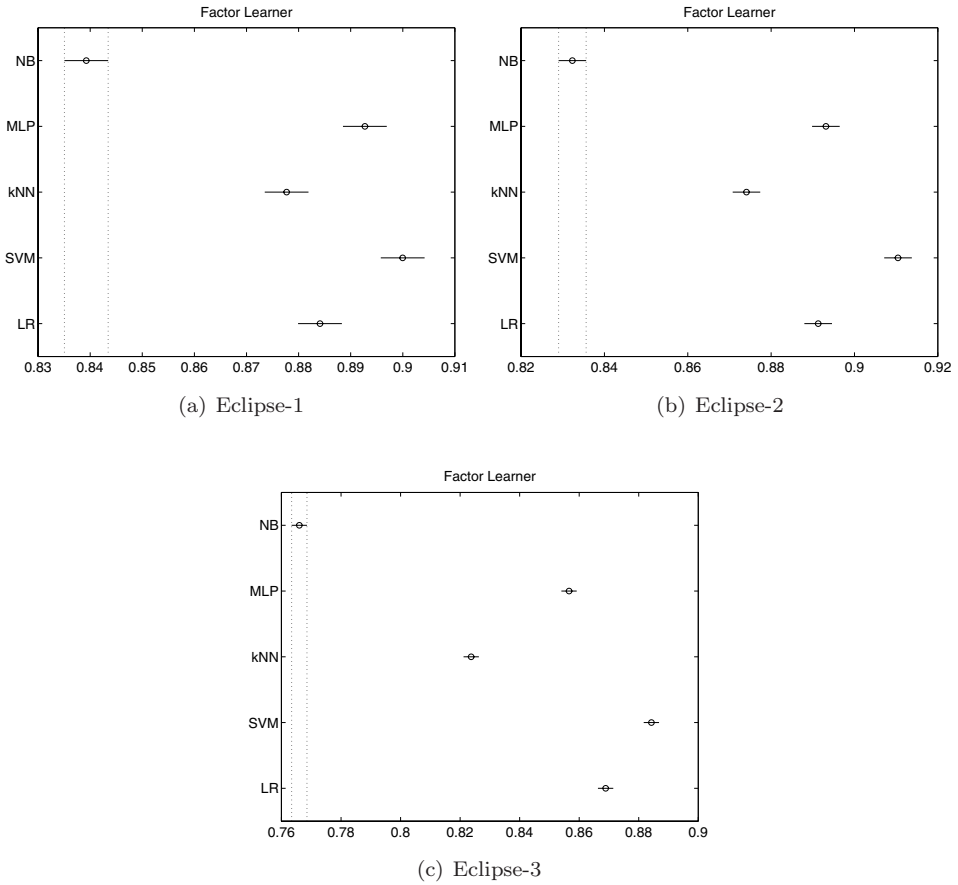 Factor Learner
NB
MLP
kNN
SVM
LR
0.83 0.84 0.85 0.86 0.87 0.88 0.89 0.9 0.91
(a) Eclipse-1
Factor Learner
NB
MLP
kNN
SVM
LR
0.82 0.84 0.86 0.88 0.9 0.92
(b) Eclipse-2
Factor Learner
NB
MLP
kNN
SVM
LR
0.76 0.78 0.8 0.82 0.84 0.86 0.88 0.9
(c) Eclipse-3